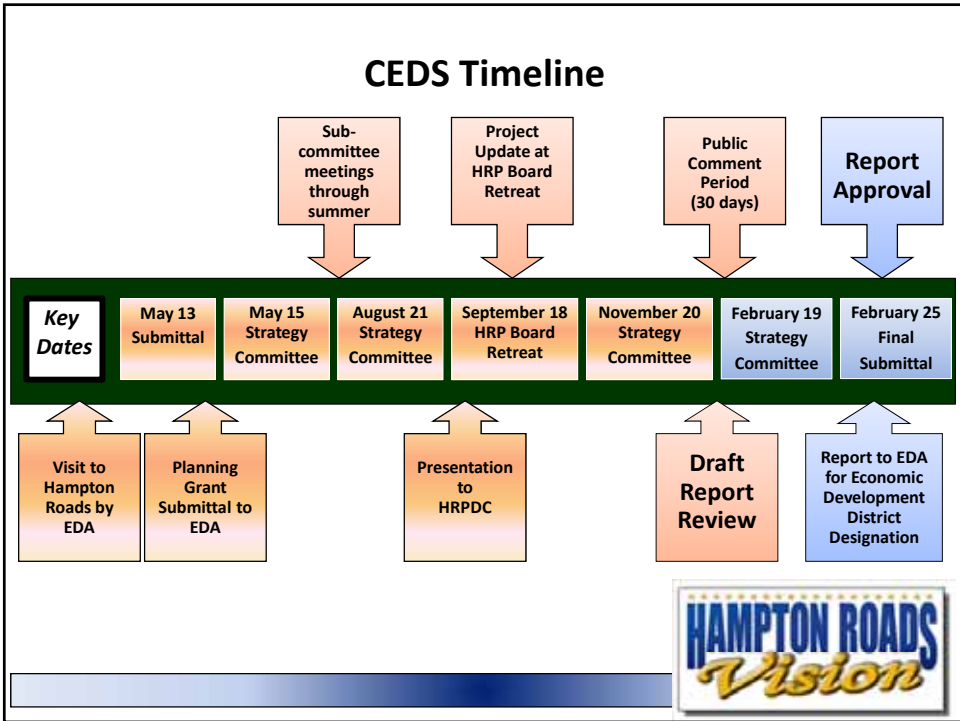 CEDS Timeline
Sub-
committee
meetings
through
summer
Project
Update at
HRP Board
Retreat
Public
Comment
Period
(30 days)
Report
Approval
Key
Dates
May 13
Submittal
May 15
Strategy
Committee
August 21
Strategy
Committee
September 18
HRP Board
Retreat
November 20
Strategy
Committee
February 19
Strategy
Committee
February 25
Final
Submittal
Visit to
Hampton
Roads by
EDA
Planning
Grant
Submittal to
EDA
Presentation
to
HRPDC
Draft
Report
Review
Report to EDA
for Economic
Development
District
Designation
HAMPTON ROADS
Vision